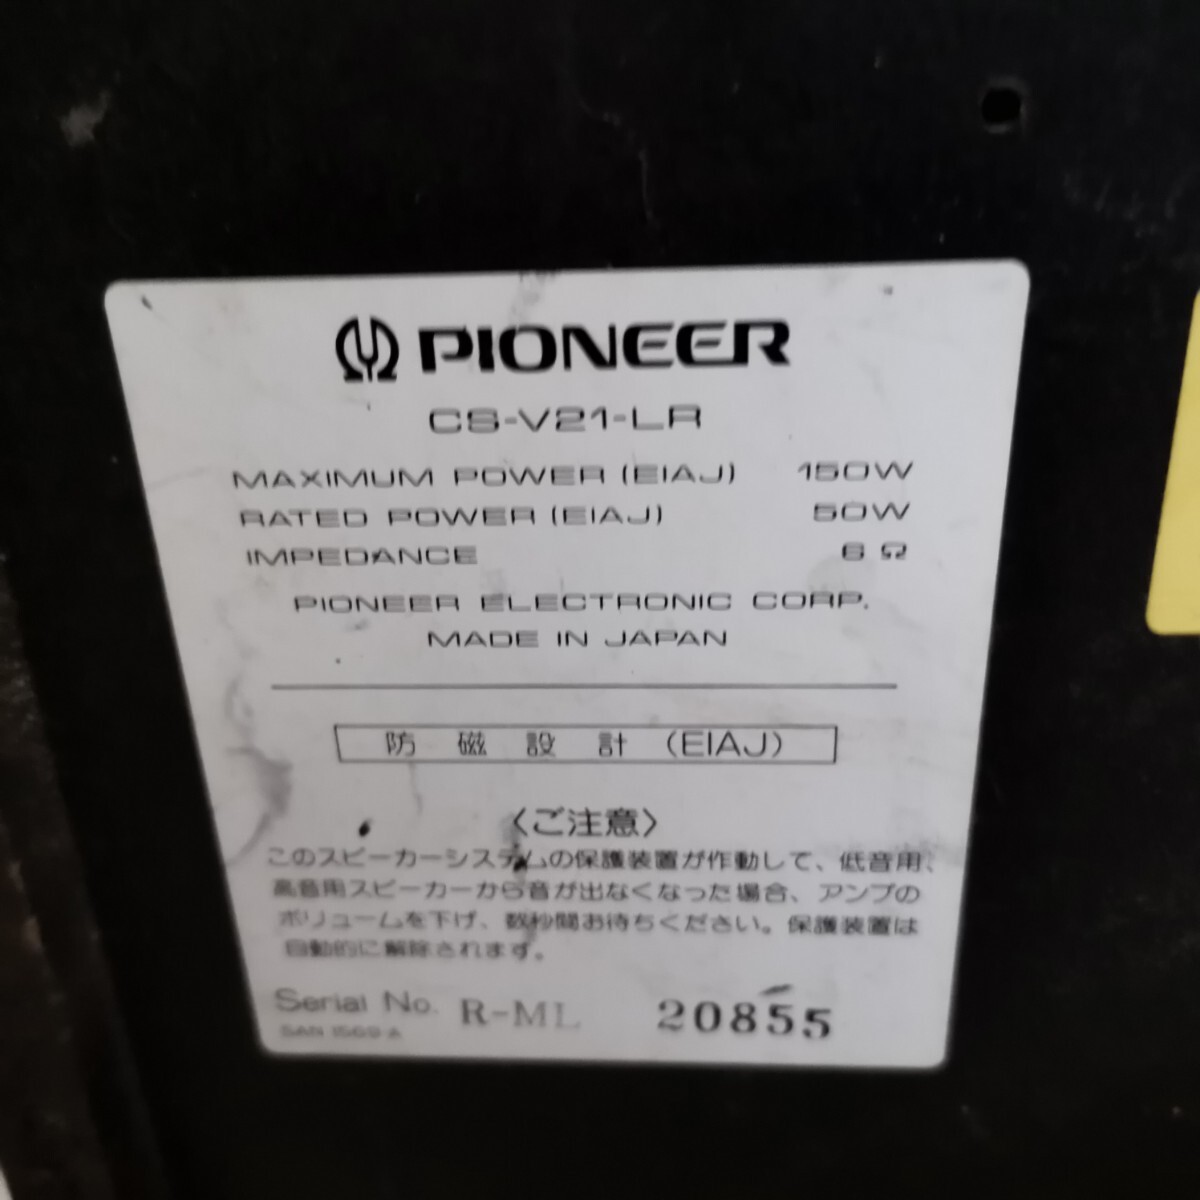 PIONEER
CS-V21-LR
MAXIMUM POWER (EIAJ) 150W
RATED POWER (EIAJ) 50W
IMPEDANCE 6 Ω
PIONEER ELECTRONIC CORP.
MADE IN JAPAN
防磁設計 (EIAJ)
〈ご注意〉
このスピーカーシステムの保護装置が作動して、低音用、
高音用スピーカーから音が出なくなった場合、アンプの
ボリュームを下げ、数秒間お待ちください。保護装置は
自動的に解除されます。
Serial No. R-ML 20855
SAN 1569-A